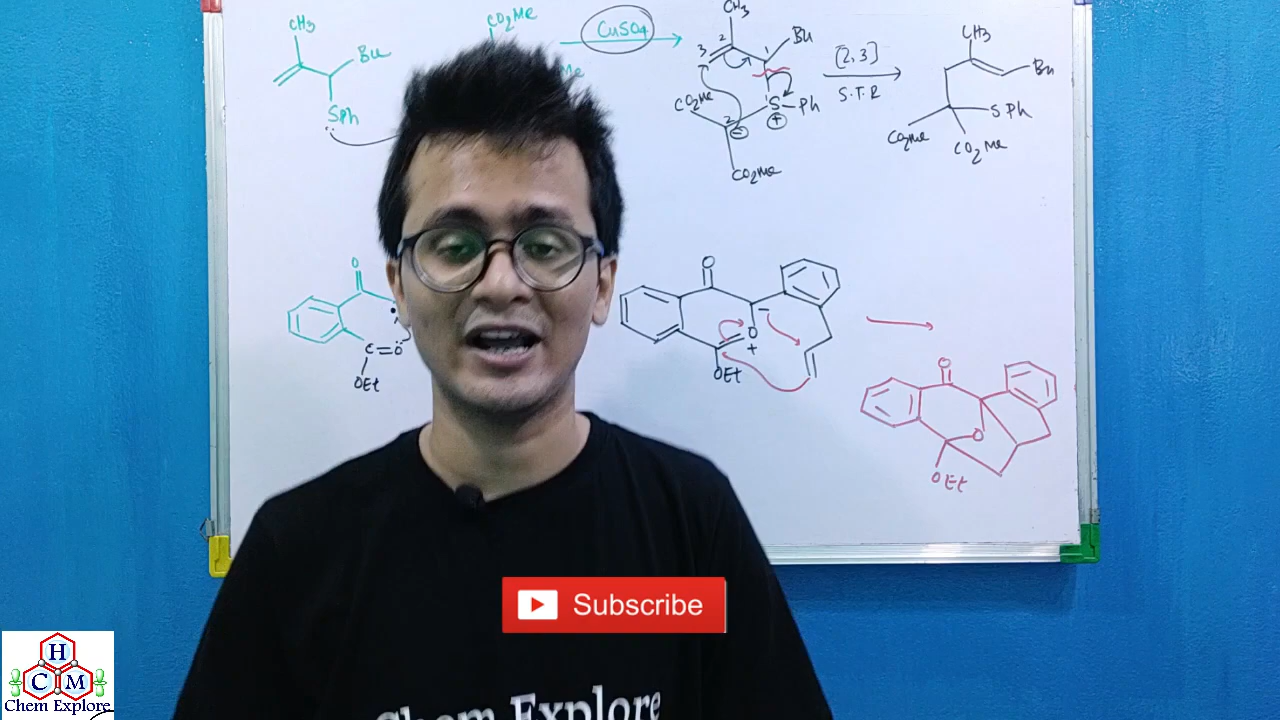 CH3
Bu
SPh
CO2Me
Me
CuSO4
CH3
3 2 1
Bu
CO2Me
S Ph
+
2
CO2Me
[2,3]
S.T.R
CH3
Bu
SPh
CO2Me
CO2Me
O
C=O
OEt
O
O
+
OEt
O
O
OEt
Subscribe
H
C M
Chem Explore
Chem Explore